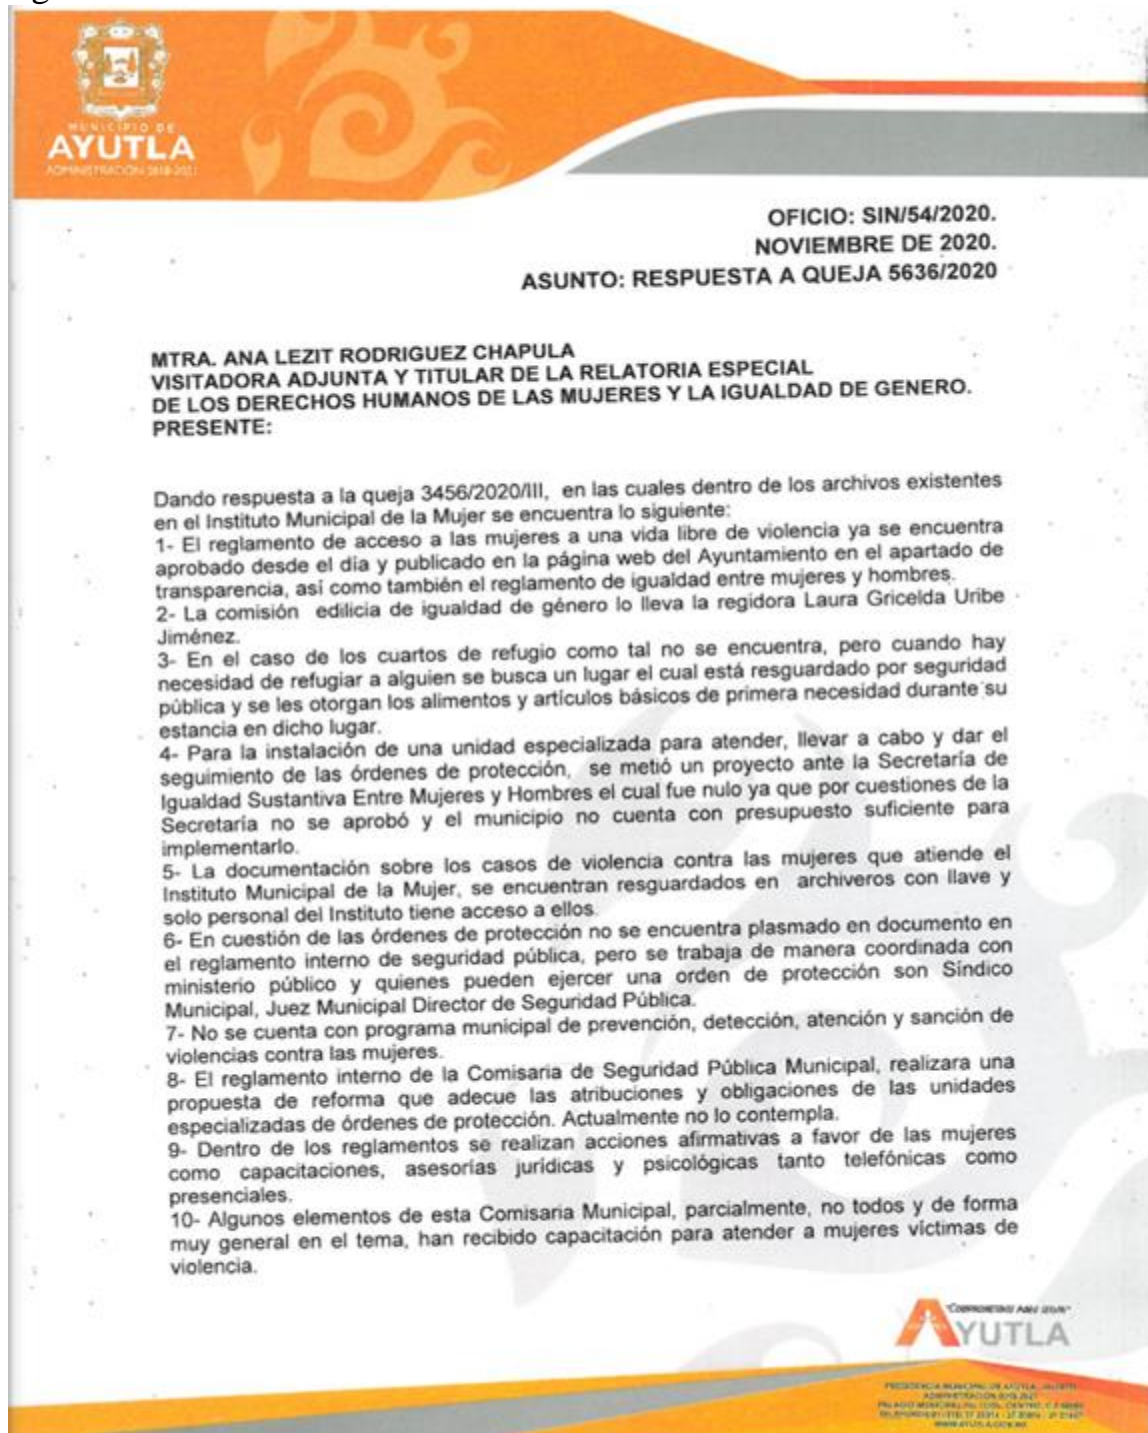 MUNICIPIO DE
AYUTLA
ADMINISTRACIÓN 2018-2021
OFICIO: SIN/54/2020.
NOVIEMBRE DE 2020.
ASUNTO: RESPUESTA A QUEJA 5636/2020
MTRA. ANA LEZIT RODRIGUEZ CHAPULA
VISITADORA ADJUNTA Y TITULAR DE LA RELATORIA ESPECIAL
DE LOS DERECHOS HUMANOS DE LAS MUJERES Y LA IGUALDAD DE GENERO.
PRESENTE:
Dando respuesta a la queja 3456/2020/III, en las cuales dentro de los archivos existentes
en el Instituto Municipal de la Mujer se encuentra lo siguiente:
1- El reglamento de acceso a las mujeres a una vida libre de violencia ya se encuentra
aprobado desde el día y publicado en la página web del Ayuntamiento en el apartado de
transparencia, así como también el reglamento de igualdad entre mujeres y hombres.
2- La comisión edilicia de igualdad de género lo lleva la regidora Laura Gricelda Uribe
Jiménez.
3- En el caso de los cuartos de refugio como tal no se encuentra, pero cuando hay
necesidad de refugiar a alguien se busca un lugar el cual está resguardado por seguridad
pública y se les otorgan los alimentos y artículos básicos de primera necesidad durante su
estancia en dicho lugar.
4- Para la instalación de una unidad especializada para atender, llevar a cabo y dar el
seguimiento de las órdenes de protección, se metió un proyecto ante la Secretaría de
Igualdad Sustantiva Entre Mujeres y Hombres el cual fue nulo ya que por cuestiones de la
Secretaría no se aprobó y el municipio no cuenta con presupuesto suficiente para
implementarlo.
5- La documentación sobre los casos de violencia contra las mujeres que atiende el
Instituto Municipal de la Mujer, se encuentran resguardados en archiveros con llave y
solo personal del Instituto tiene acceso a ellos.
6- En cuestión de las órdenes de protección no se encuentra plasmado en documento en
el reglamento interno de seguridad pública, pero se trabaja de manera coordinada con
ministerio público y quienes pueden ejercer una orden de protección son Síndico
Municipal, Juez Municipal Director de Seguridad Pública.
7- No se cuenta con programa municipal de prevención, detección, atención y sanción de
violencias contra las mujeres.
8- El reglamento interno de la Comisaria de Seguridad Pública Municipal, realizara una
propuesta de reforma que adecue las atribuciones y obligaciones de las unidades
especializadas de órdenes de protección. Actualmente no lo contempla.
9- Dentro de los reglamentos se realizan acciones afirmativas a favor de las mujeres
como capacitaciones, asesorías jurídicas y psicológicas tanto telefónicas como
presenciales.
10- Algunos elementos de esta Comisaria Municipal, parcialmente, no todos y de forma
muy general en el tema, han recibido capacitación para atender a mujeres víctimas de
violencia.
AYUTLA
PRESIDENCIA MUNICIPAL DE AYUTLA, JALISCO
ADMINISTRACIÓN 2018-2021
WWW.AYUTLA.GOB.MX